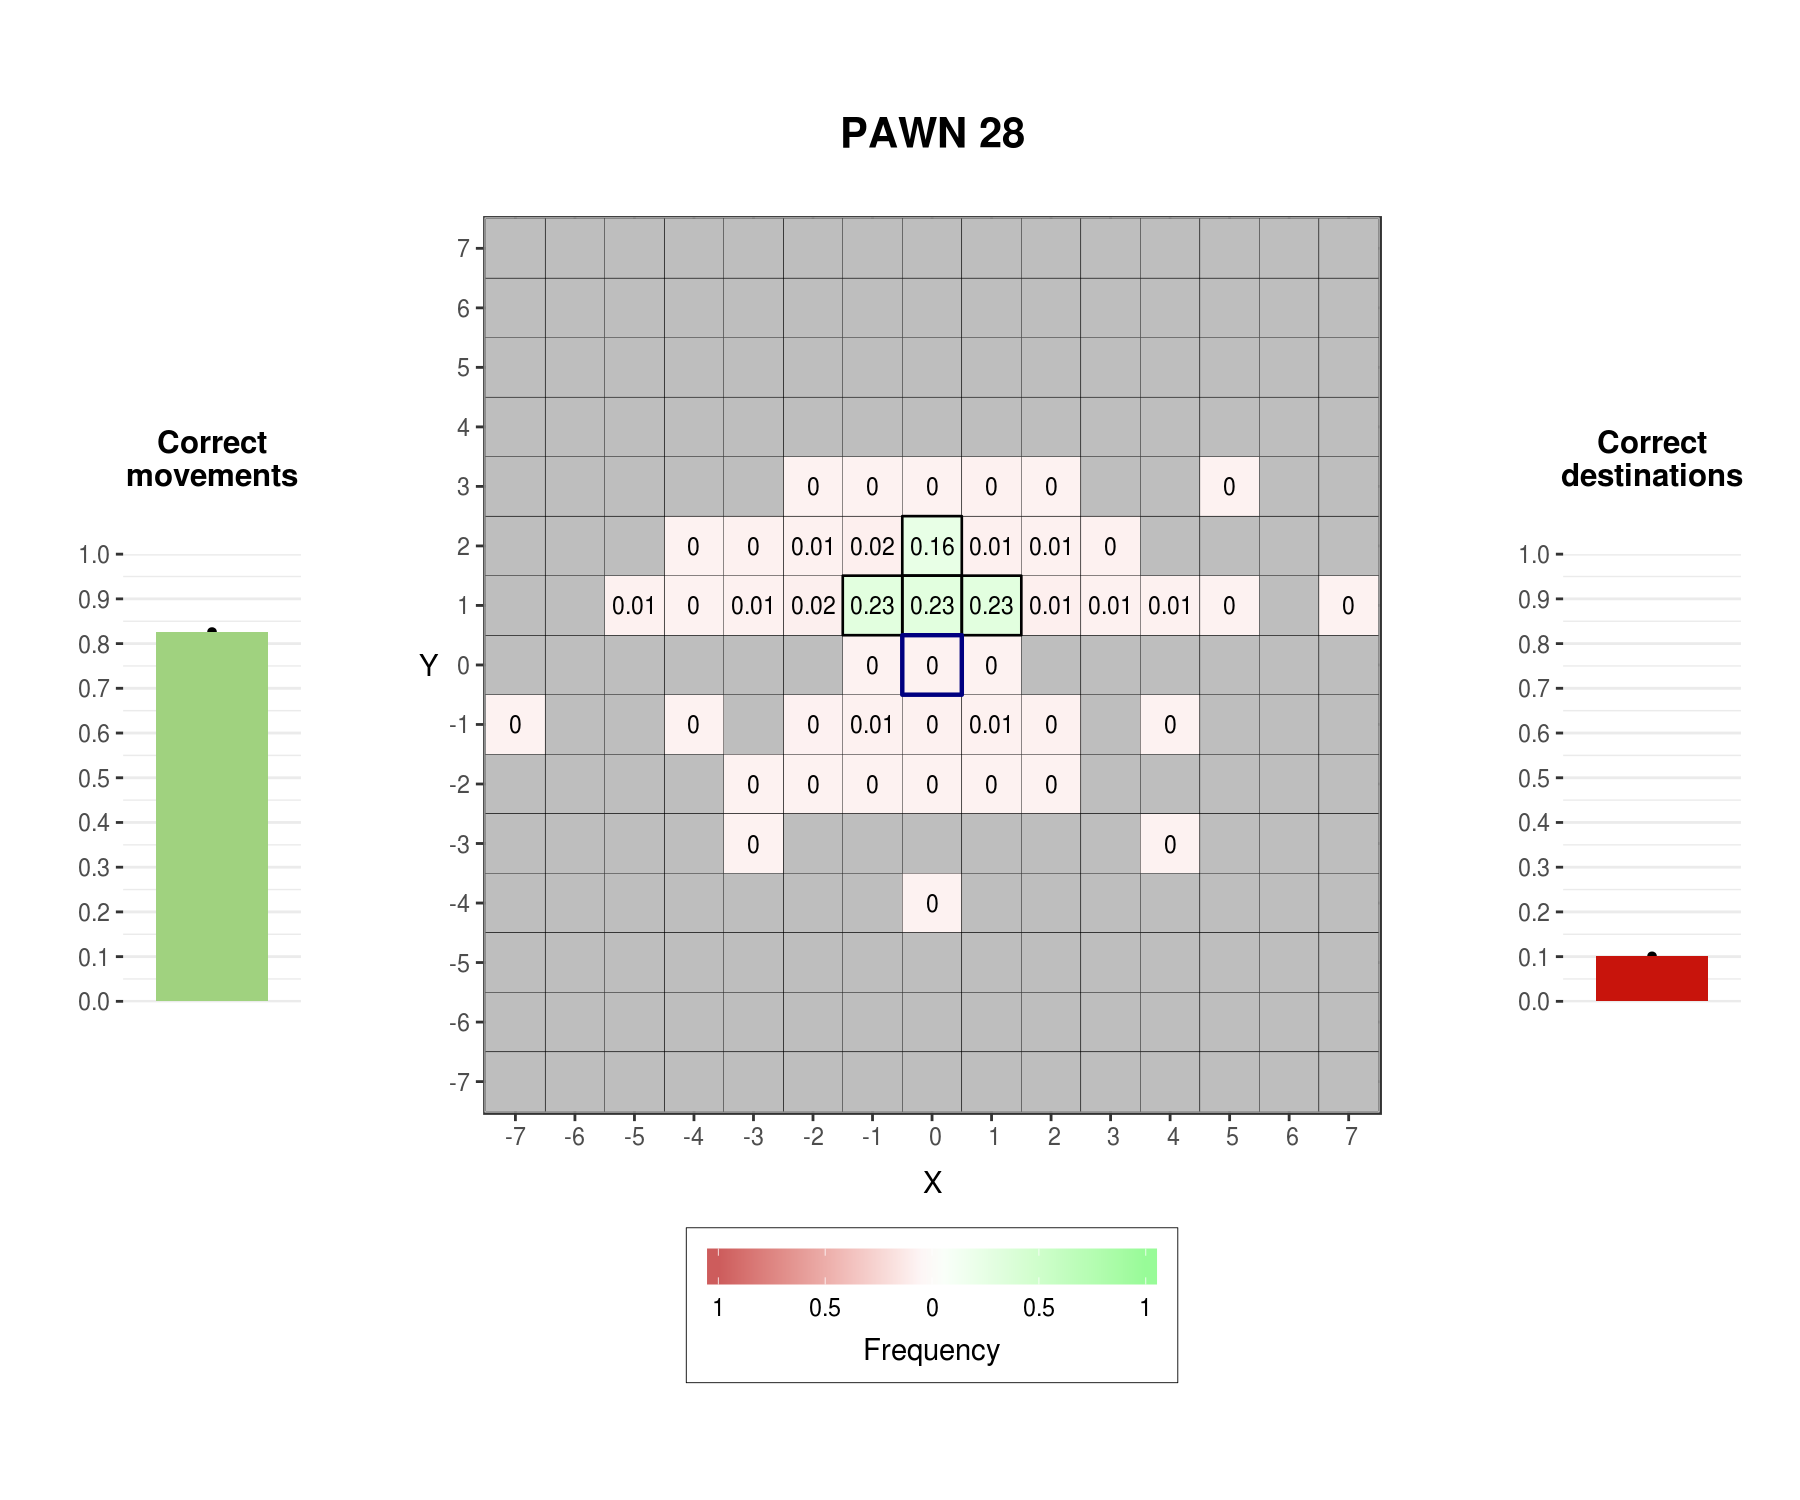 PAWN 28
Correct
movements
1.0
0.9
0.8
0.7
0.6
0.5
0.4
0.3
0.2
0.1
0.0
Y
7
6
5
4
3 0 0 0 0 0 0
2 0 0 0.01 0.02 0.16 0.01 0.01 0
1 0.01 0 0.01 0.02 0.23 0.23 0.23 0.01 0.01 0.01 0 0
0 0 0 0
-1 0 0 0 0.01 0 0.01 0 0
-2 0 0 0 0 0 0
-3 0 0
-4 0
-5
-6
-7
-7 -6 -5 -4 -3 -2 -1 0 1 2 3 4 5 6 7
X
1 0.5 0 0.5 1
Frequency
Correct
destinations
1.0
0.9
0.8
0.7
0.6
0.5
0.4
0.3
0.2
0.1
0.0